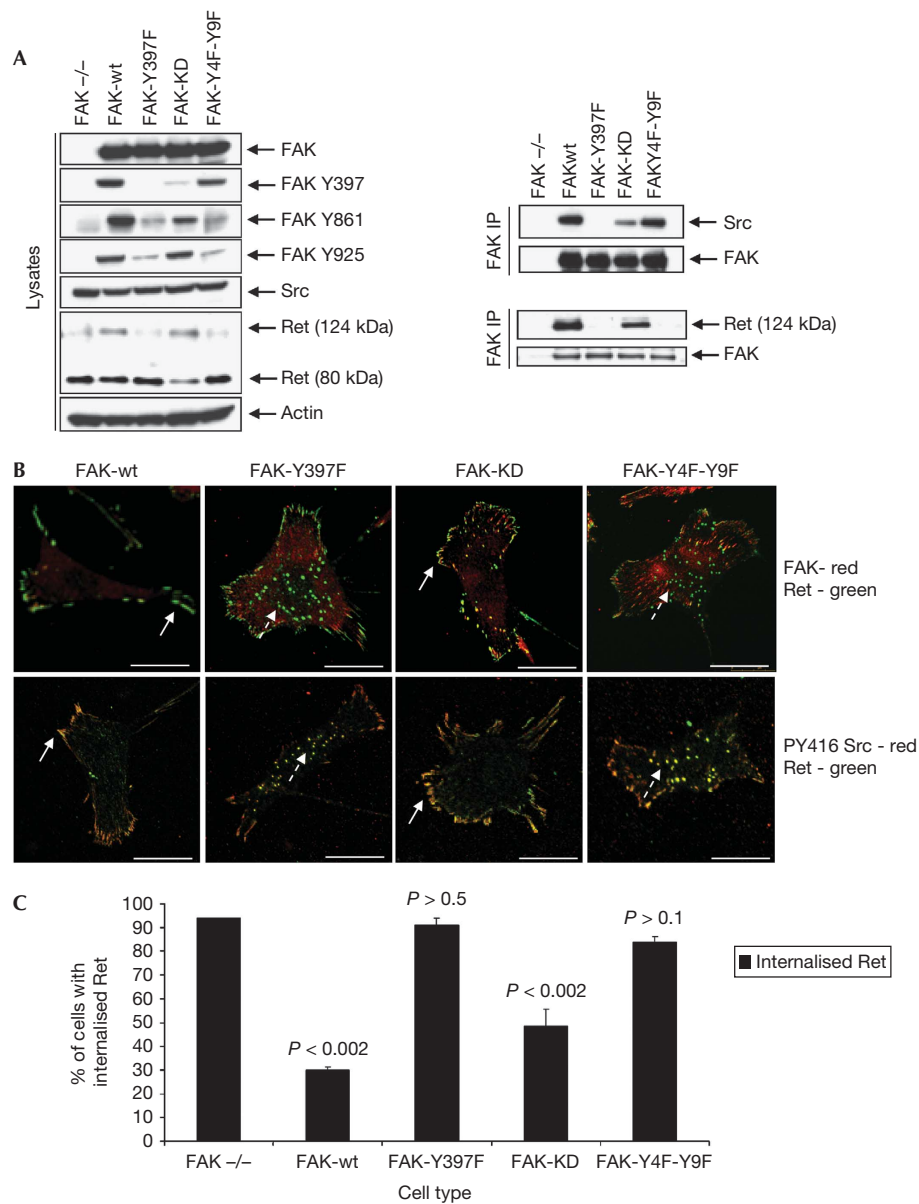 A
FAK –/–
FAK-wt
FAK-Y397F
FAK-KD
FAK-Y4F-Y9F
Lysates
FAK
FAK Y397
FAK Y861
FAK Y925
Src
Ret (124 kDa)
Ret (80 kDa)
Actin
FAK –/–
FAKwt
FAK-Y397F
FAK-KD
FAKY4F-Y9F
FAK IP
Src
FAK
FAK IP
Ret (124 kDa)
FAK
B
FAK-wt
FAK-Y397F
FAK-KD
FAK-Y4F-Y9F
FAK- red
Ret - green
PY416 Src - red
Ret - green
C
% of cells with
internalised Ret
100
90
80
70
60
50
40
30
20
10
0
P < 0.002
P > 0.5
P < 0.002
P > 0.1
Internalised Ret
FAK –/–
FAK-wt
FAK-Y397F
FAK-KD
FAK-Y4F-Y9F
Cell type